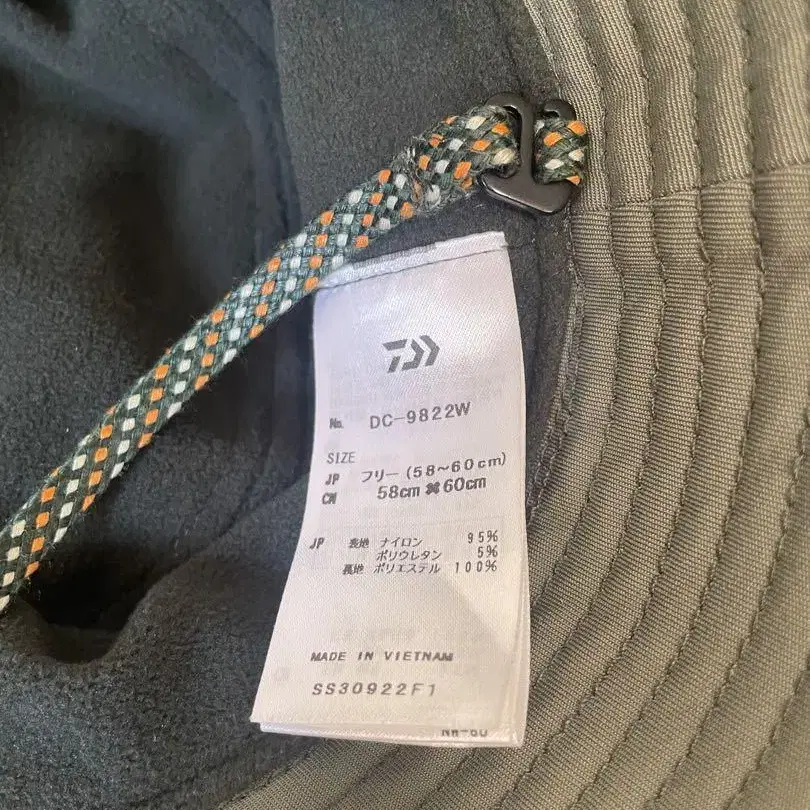 No. DC-9822W
SIZE
JP フリー (58~60cm)
CN 58cm✖60cm
JP 表地 ナイロン 95%
ポリウレタン 5%
裏地 ポリエステル 100%
MADE IN VIETNAM
SS30922F1